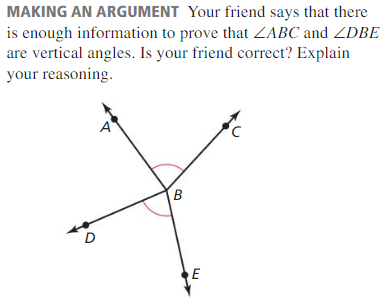 MAKING AN ARGUMENT Your friend says that there
is enough information to prove that ∠ABC and ∠DBE
are vertical angles. Is your friend correct? Explain
your reasoning.
A
C
B
D
E